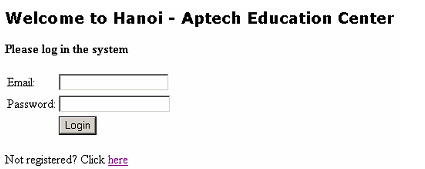 Welcome to Hanoi - Aptech Education Center
Please log in the system
Email:
Password:
Login
Not registered? Click here